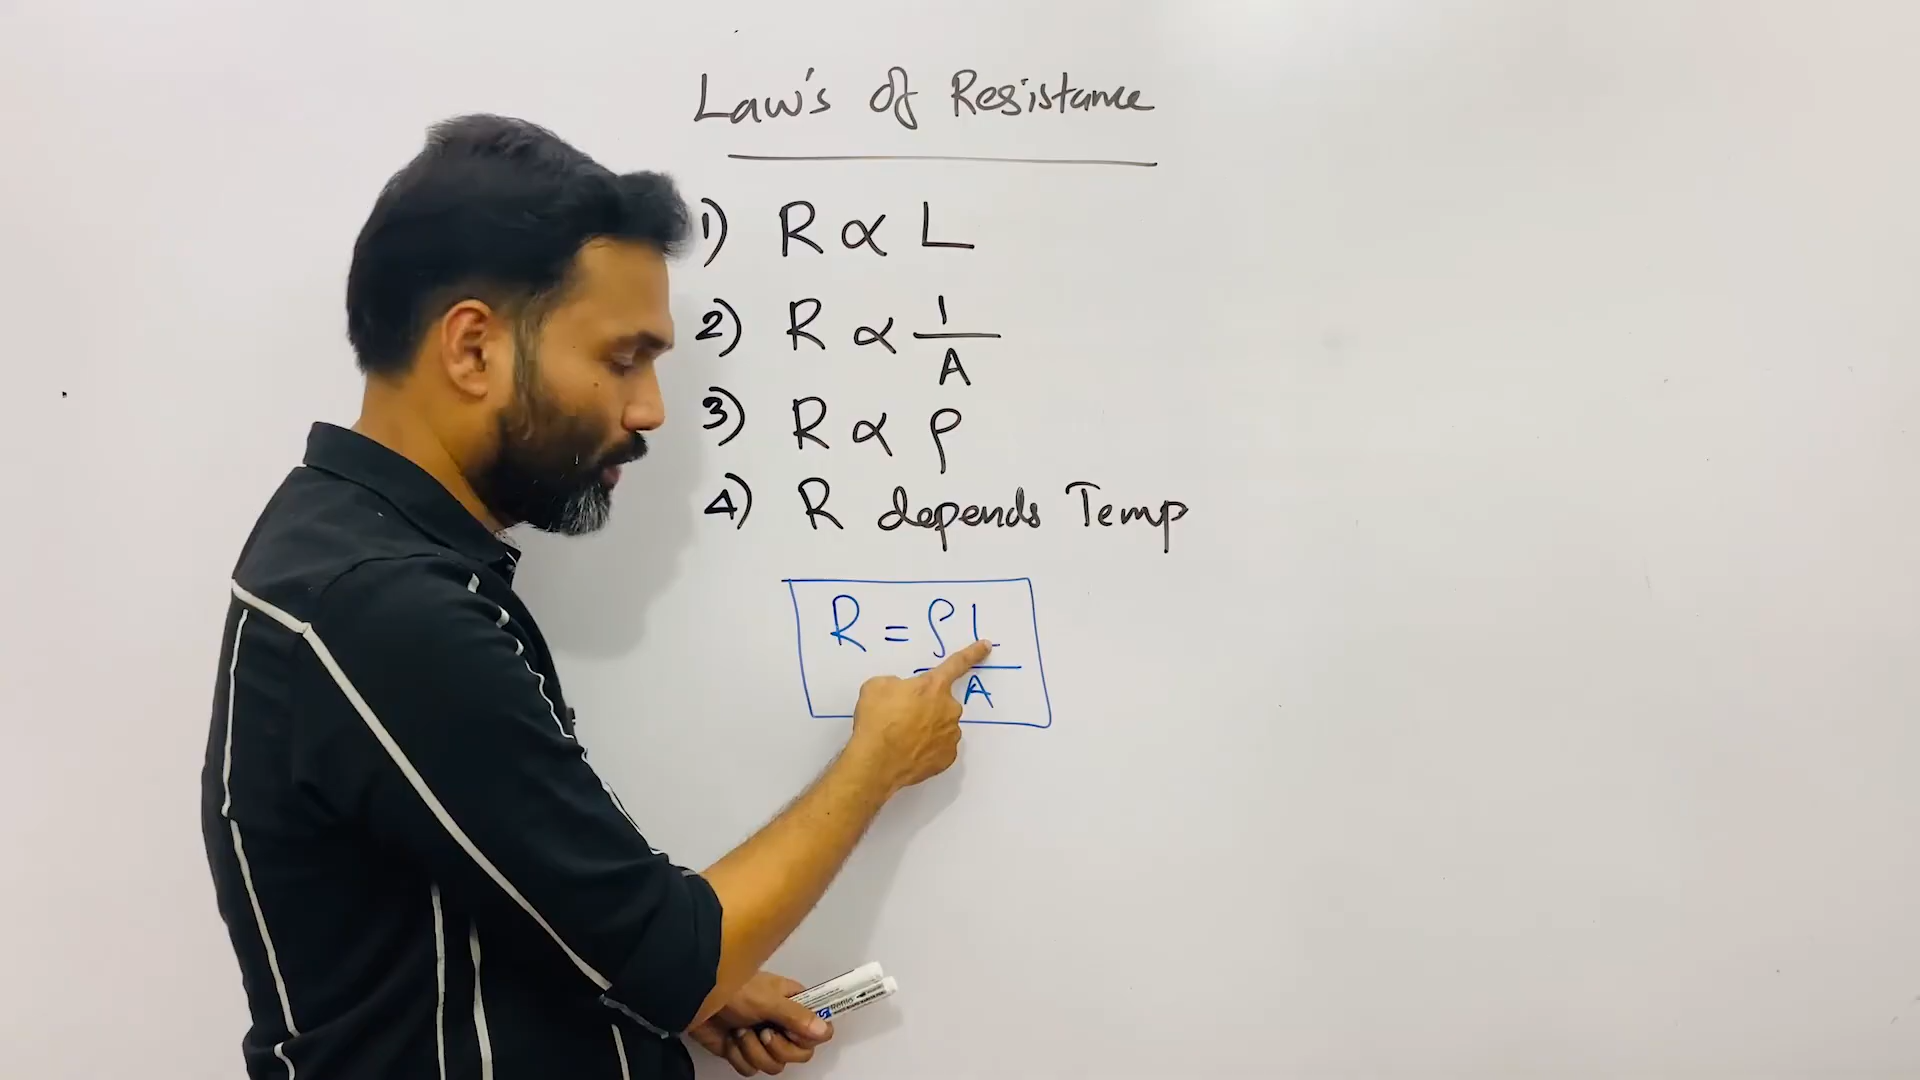 Law's of Resistance
1) R ∝ L
2) R ∝ 1/A
3) R ∝ ρ
4) R depends Temp
R = ρL/A